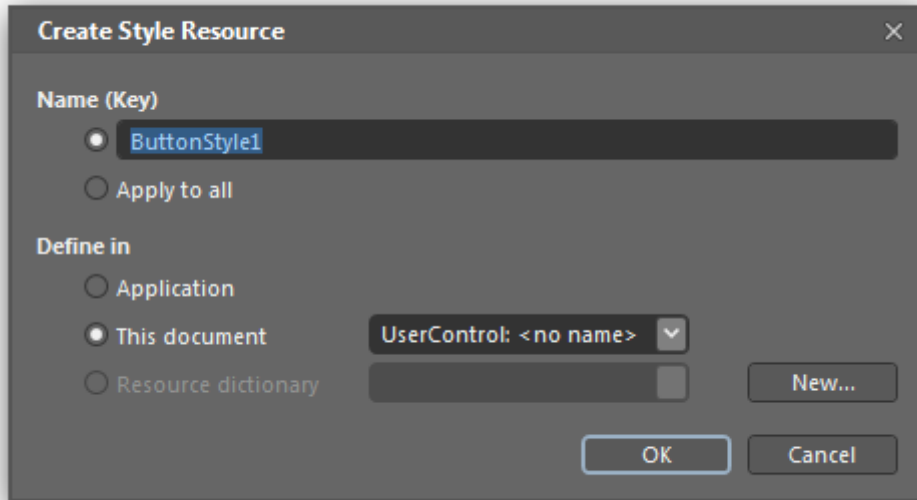 Create Style Resource
Name (Key)
ButtonStyle1
Apply to all
Define in
Application
This document UserControl: <no name>
Resource dictionary New...
OK Cancel